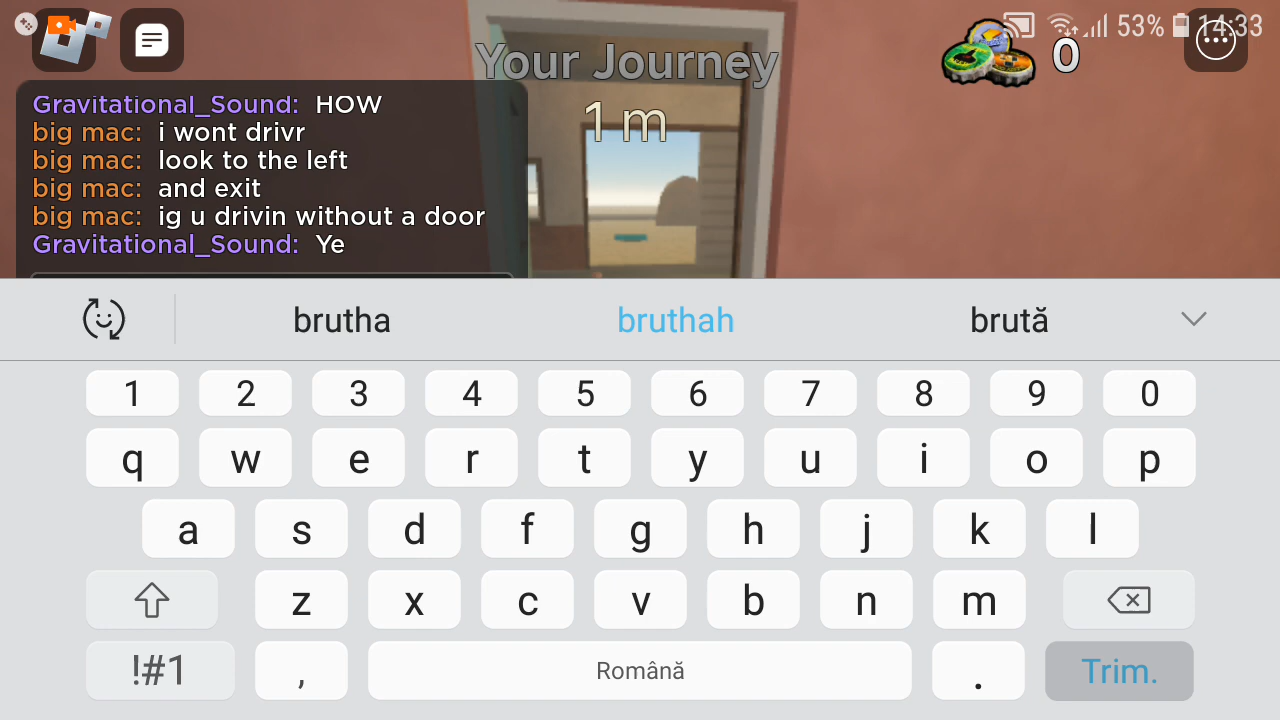 53% 14:33
Your Journey
1 m
0
Gravitational_Sound: HOW
big mac: i wont drivr
big mac: look to the left
big mac: and exit
big mac: ig u drivin without a door
Gravitational_Sound: Ye
brutha bruthah brută
1 2 3 4 5 6 7 8 9 0
q w e r t y u i o p
a s d f g h j k l
z x c v b n m
!#1 , Română . Trim.